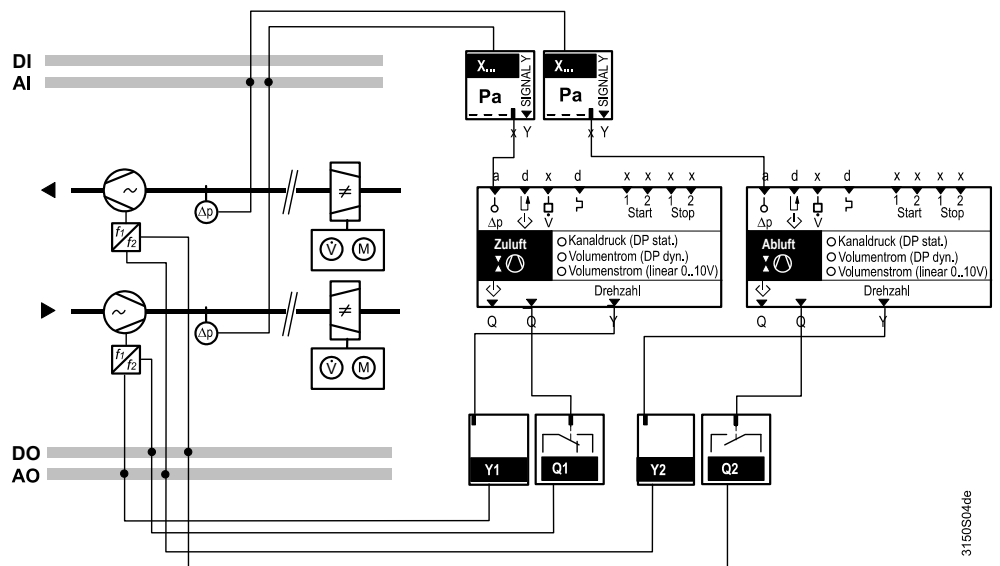 DI
AI
X...
Pa
SIGNAL Y
x Y
X...
Pa
SIGNAL Y
x Y
a d x d x x x x
1 2 1 2
Start Stop
Δp V̇
Zuluft
Kanaldruck (DP stat.)
Volumentrom (DP dyn.)
Volumenstrom (linear 0..10V)
Drehzahl
Q Q Y
a d x d x x x x
1 2 1 2
Start Stop
Δp V̇
Abluft
Kanaldruck (DP stat.)
Volumentrom (DP dyn.)
Volumenstrom (linear 0..10V)
Drehzahl
Q Q Y
~ Δp ≠
f1 f2
V̇ M
~ Δp ≠
f1 f2
V̇ M
DO
AO
Y1
Q1
Y2
Q2
3150S04de